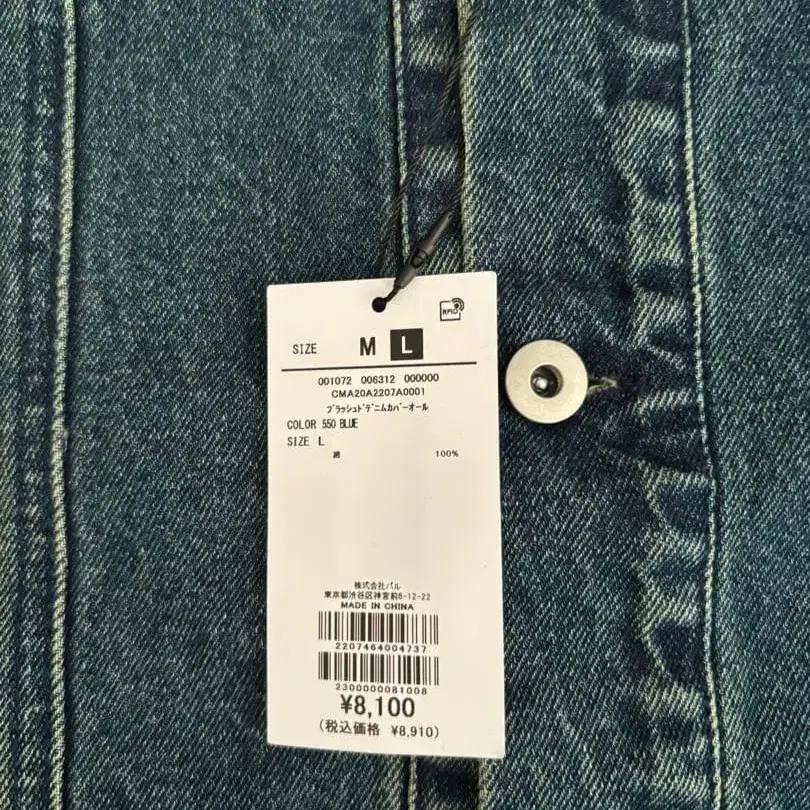 RFID
SIZE M L
001072 006312 000000
CMA20A2207A0001
ﾌﾞﾗｯｼｭﾄﾞﾃﾞﾆﾑｶﾊﾞｰｵｰﾙ
COLOR 550 BLUE
SIZE L
綿 100%
株式会社パル
東京都渋谷区神宮前6-12-22
MADE IN CHINA
2207464004737
2300000081008
¥8,100
(税込価格 ¥8,910)